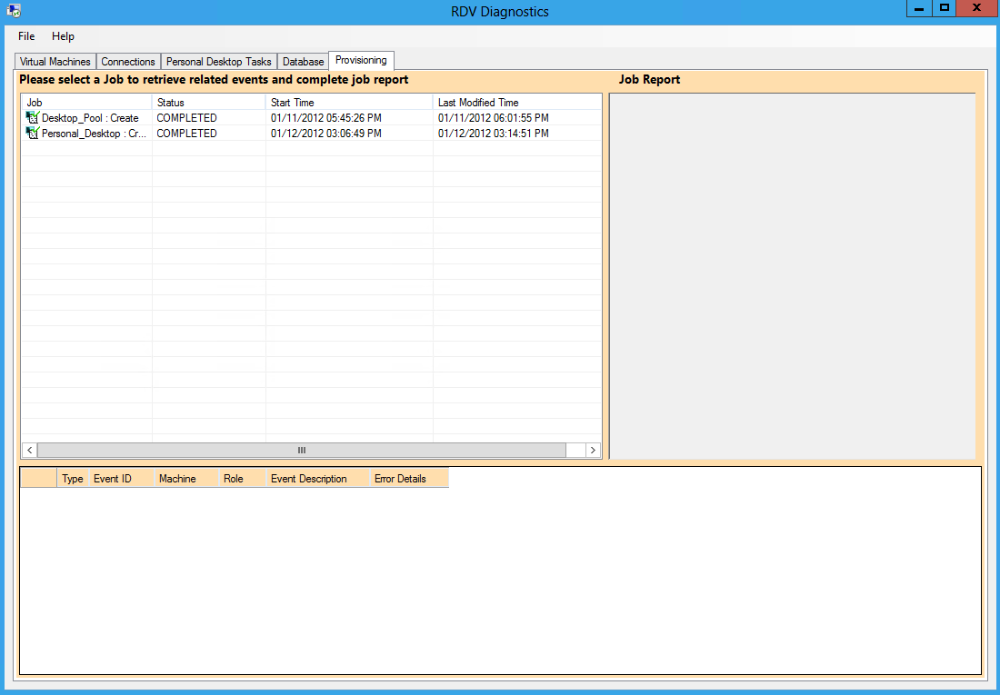 RDV Diagnostics
File Help
Virtual Machines Connections Personal Desktop Tasks Database Provisioning
Please select a Job to retrieve related events and complete job report
Job Report
Job Status Start Time Last Modified Time
Desktop_Pool : Create COMPLETED 01/11/2012 05:45:26 PM 01/11/2012 06:01:55 PM
Personal_Desktop : Cr... COMPLETED 01/12/2012 03:06:49 PM 01/12/2012 03:14:51 PM
Type Event ID Machine Role Event Description Error Details